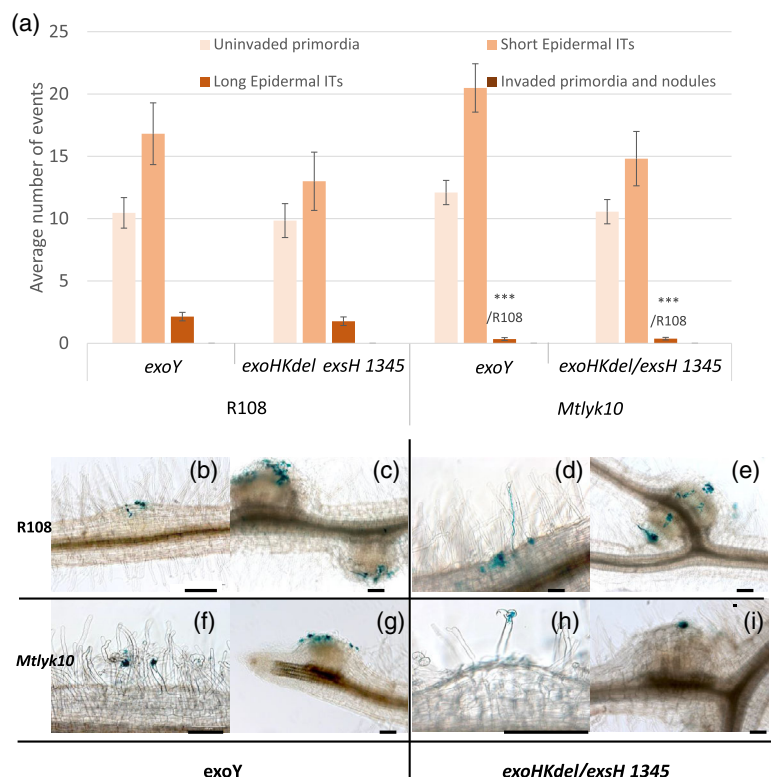 (a)
25
20
15
10
5
0
Average number of events
Uninvaded primordia
Short Epidermal ITs
Long Epidermal ITs
Invaded primordia and nodules
***
/R108
***
/R108
exoY
exoHKdel exsH 1345
exoY
exoHKdel/exsH 1345
R108
Mtlyk10
(b)
(c)
(d)
(e)
R108
(f)
(g)
(h)
(i)
Mtlyk10
exoY
exoHKdel/exsH 1345